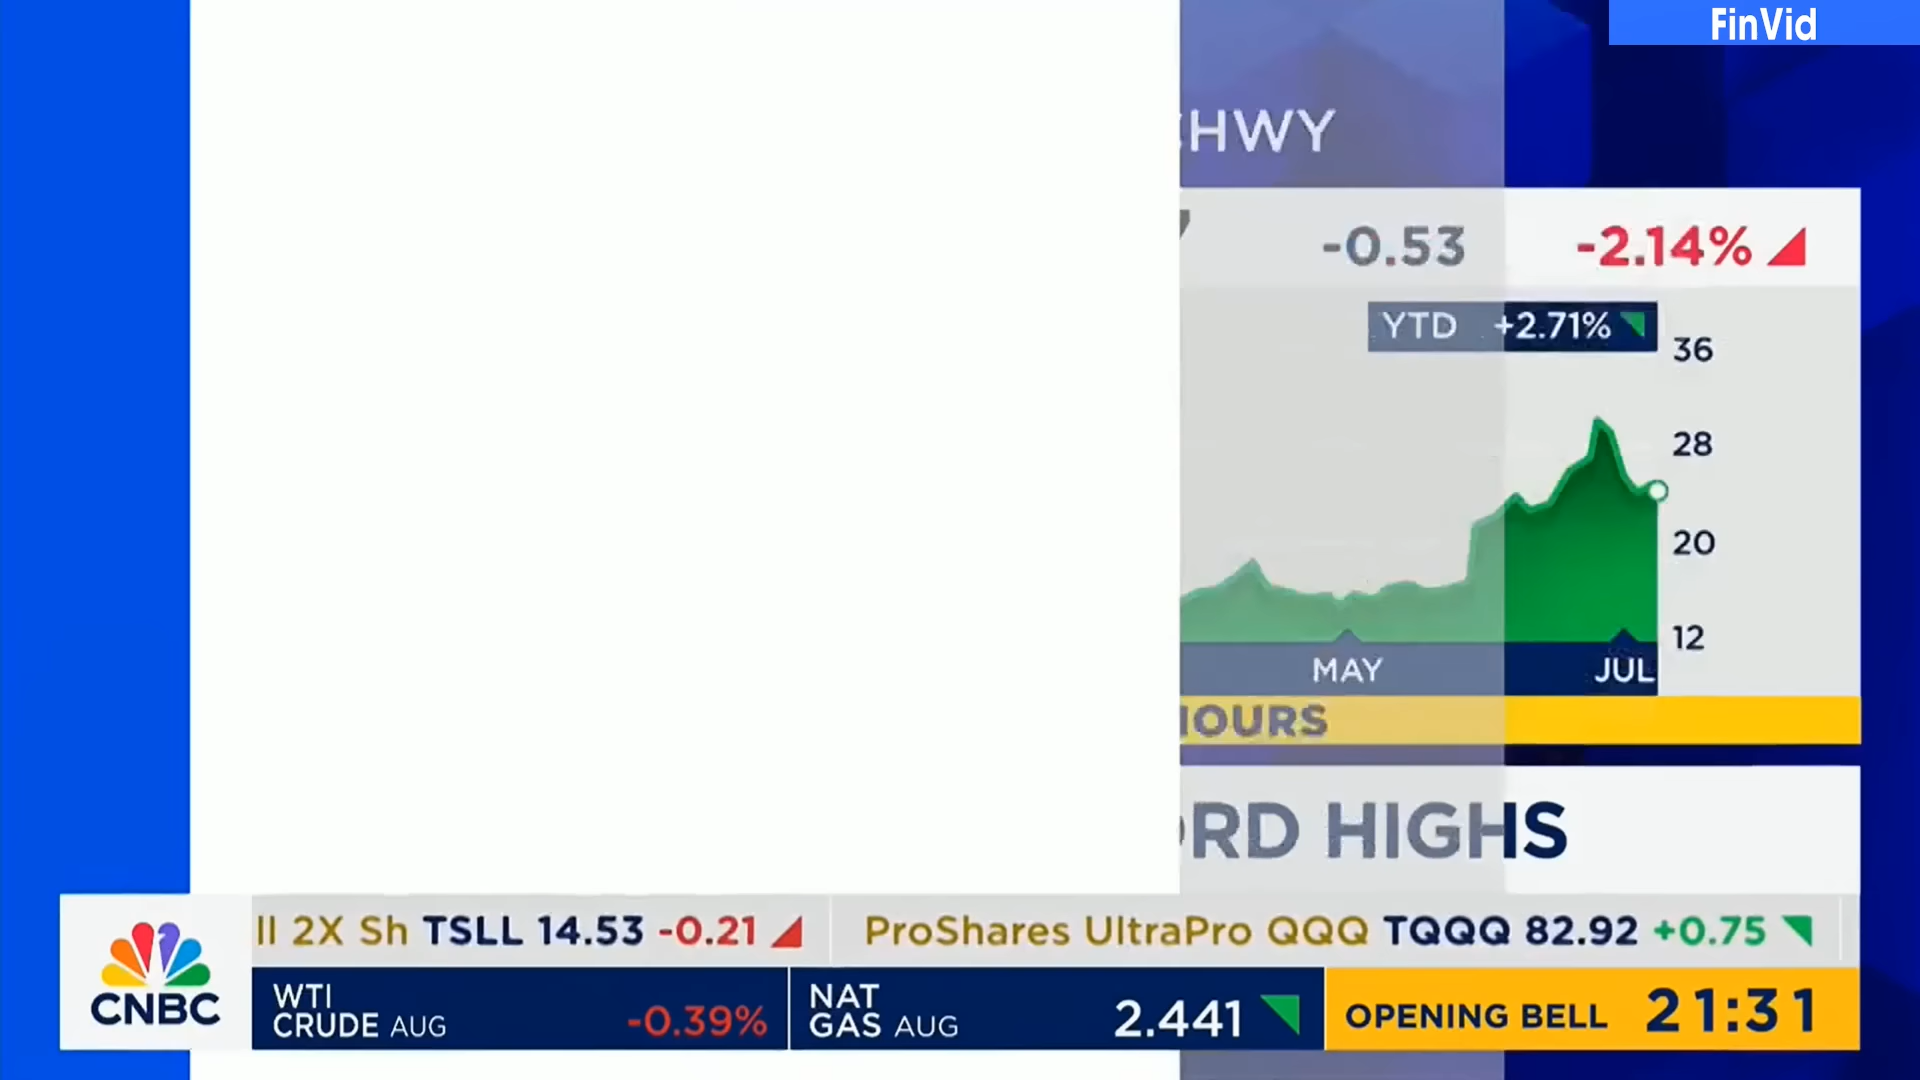 FinVid
HWY
-0.53 -2.14%
YTD +2.71%
36
28
20
12
MAY JUL
HOURS
RD HIGHS
ll 2X Sh TSLL 14.53 -0.21 ProShares UltraPro QQQ TQQQ 82.92 +0.75
CNBC
WTI
CRUDE AUG -0.39%
NAT
GAS AUG 2.441
OPENING BELL 21:31